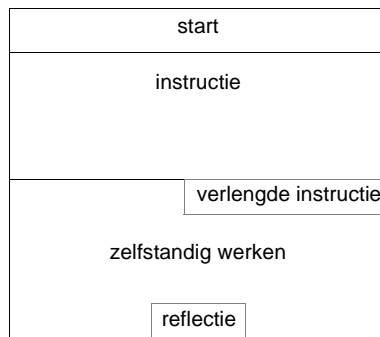 start
instructie
verlengde instructie
zelfstandig werken
reflectie